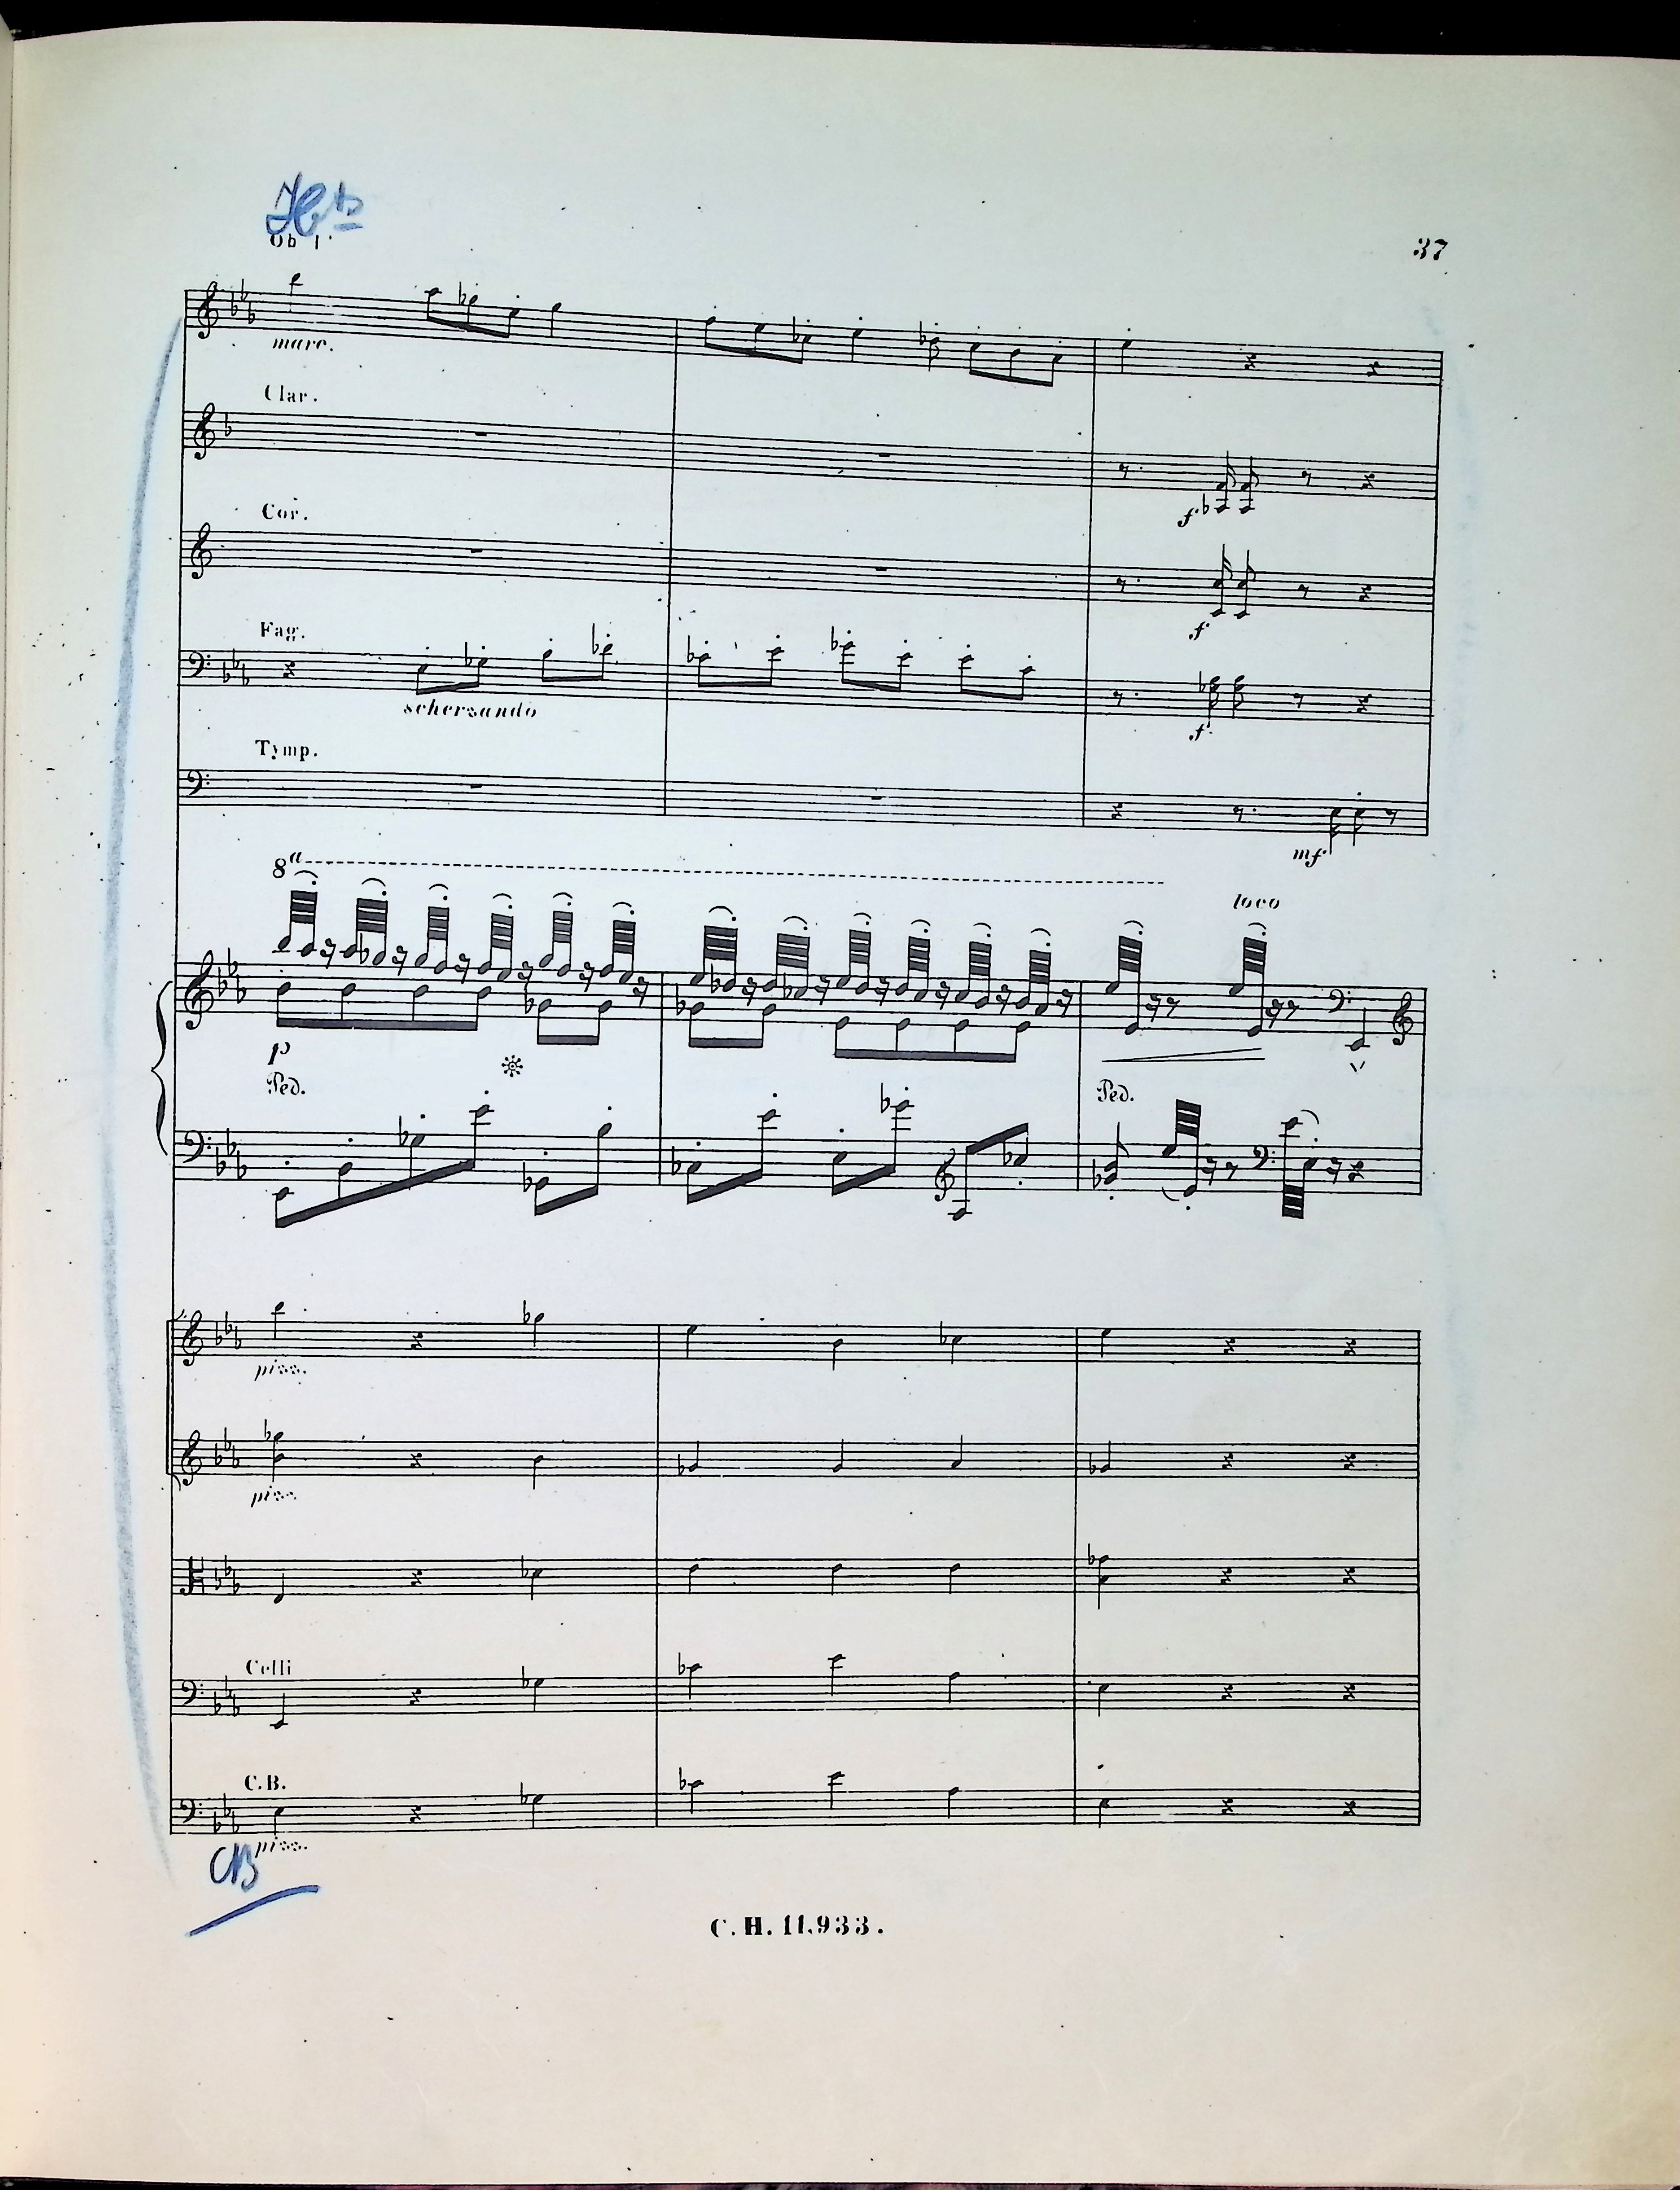 Hb
Ob 1º
37
marc.
Clar.
f
Cor.
f
Fag.
scherzando
f
Tymp.
mf
8a
loco
p
Ped.
Ped.
pizz.
pizz.
Celli
C.B.
pizz.
CB
C.H. 11.933.